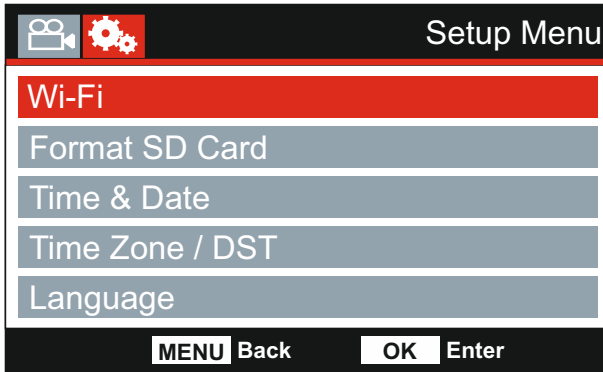 Setup Menu
Wi-Fi
Format SD Card
Time & Date
Time Zone / DST
Language
MENU Back OK Enter